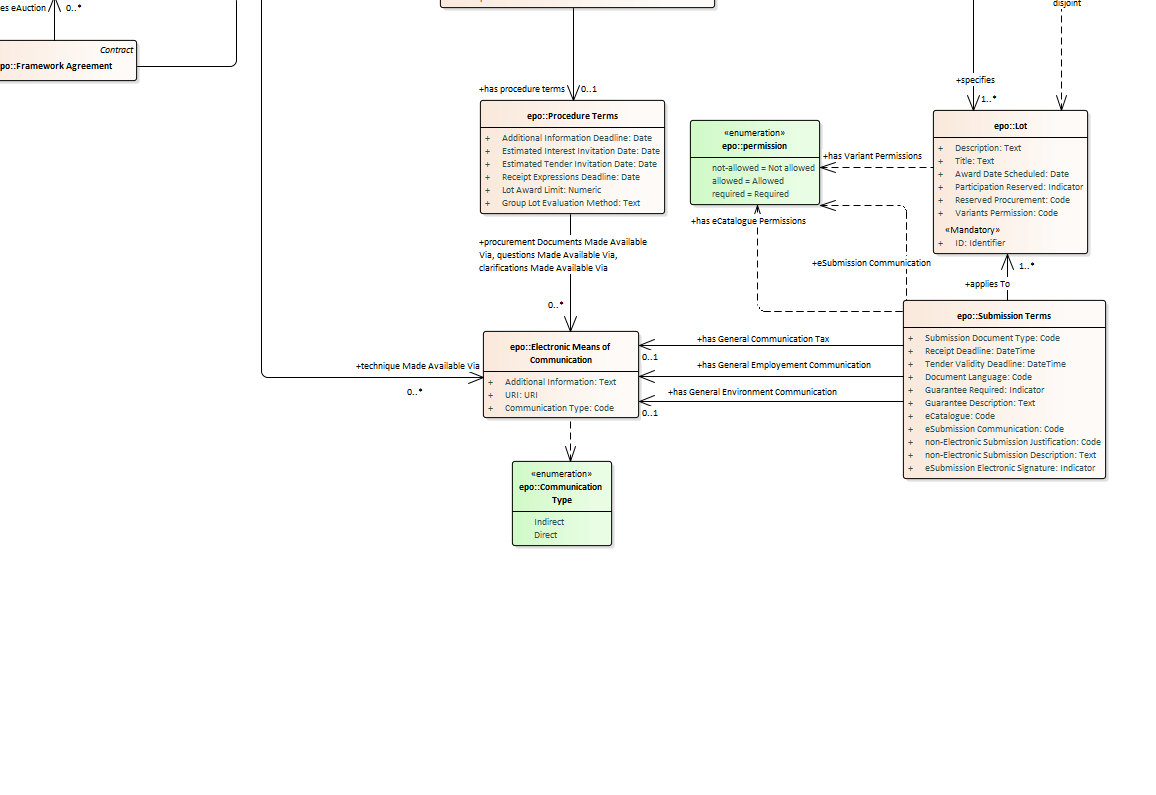 es eAuction
0..*
Contract
po::Framework Agreement
+has procedure terms
0..1
epo::Procedure Terms
+ Additional Information Deadline: Date
+ Estimated Interest Invitation Date: Date
+ Estimated Tender Invitation Date: Date
+ Receipt Expressions Deadline: Date
+ Lot Award Limit: Numeric
+ Group Lot Evaluation Method: Text
+procurement Documents Made Available
Via, questions Made Available Via,
clarifications Made Available Via
0..*
«enumeration»
epo::permission
not-allowed = Not allowed
allowed = Allowed
required = Required
+has Variant Permissions
+has eCatalogue Permissions
+eSubmission Communication
disjoint
+specifies
1..*
epo::Lot
+ Description: Text
+ Title: Text
+ Award Date Scheduled: Date
+ Participation Reserved: Indicator
+ Reserved Procurement: Code
+ Variants Permission: Code
«Mandatory»
+ ID: Identifier
1..*
+applies To
epo::Submission Terms
+ Submission Document Type: Code
+ Receipt Deadline: DateTime
+ Tender Validity Deadline: DateTime
+ Document Language: Code
+ Guarantee Required: Indicator
+ Guarantee Description: Text
+ eCatalogue: Code
+ eSubmission Communication: Code
+ non-Electronic Submission Justification: Code
+ non-Electronic Submission Description: Text
+ eSubmission Electronic Signature: Indicator
+has General Communication Tax
0..1
+has General Employement Communication
+has General Environment Communication
0..1
+technique Made Available Via
0..*
epo::Electronic Means of
Communication
+ Additional Information: Text
+ URI: URI
+ Communication Type: Code
«enumeration»
epo::Communication
Type
Indirect
Direct